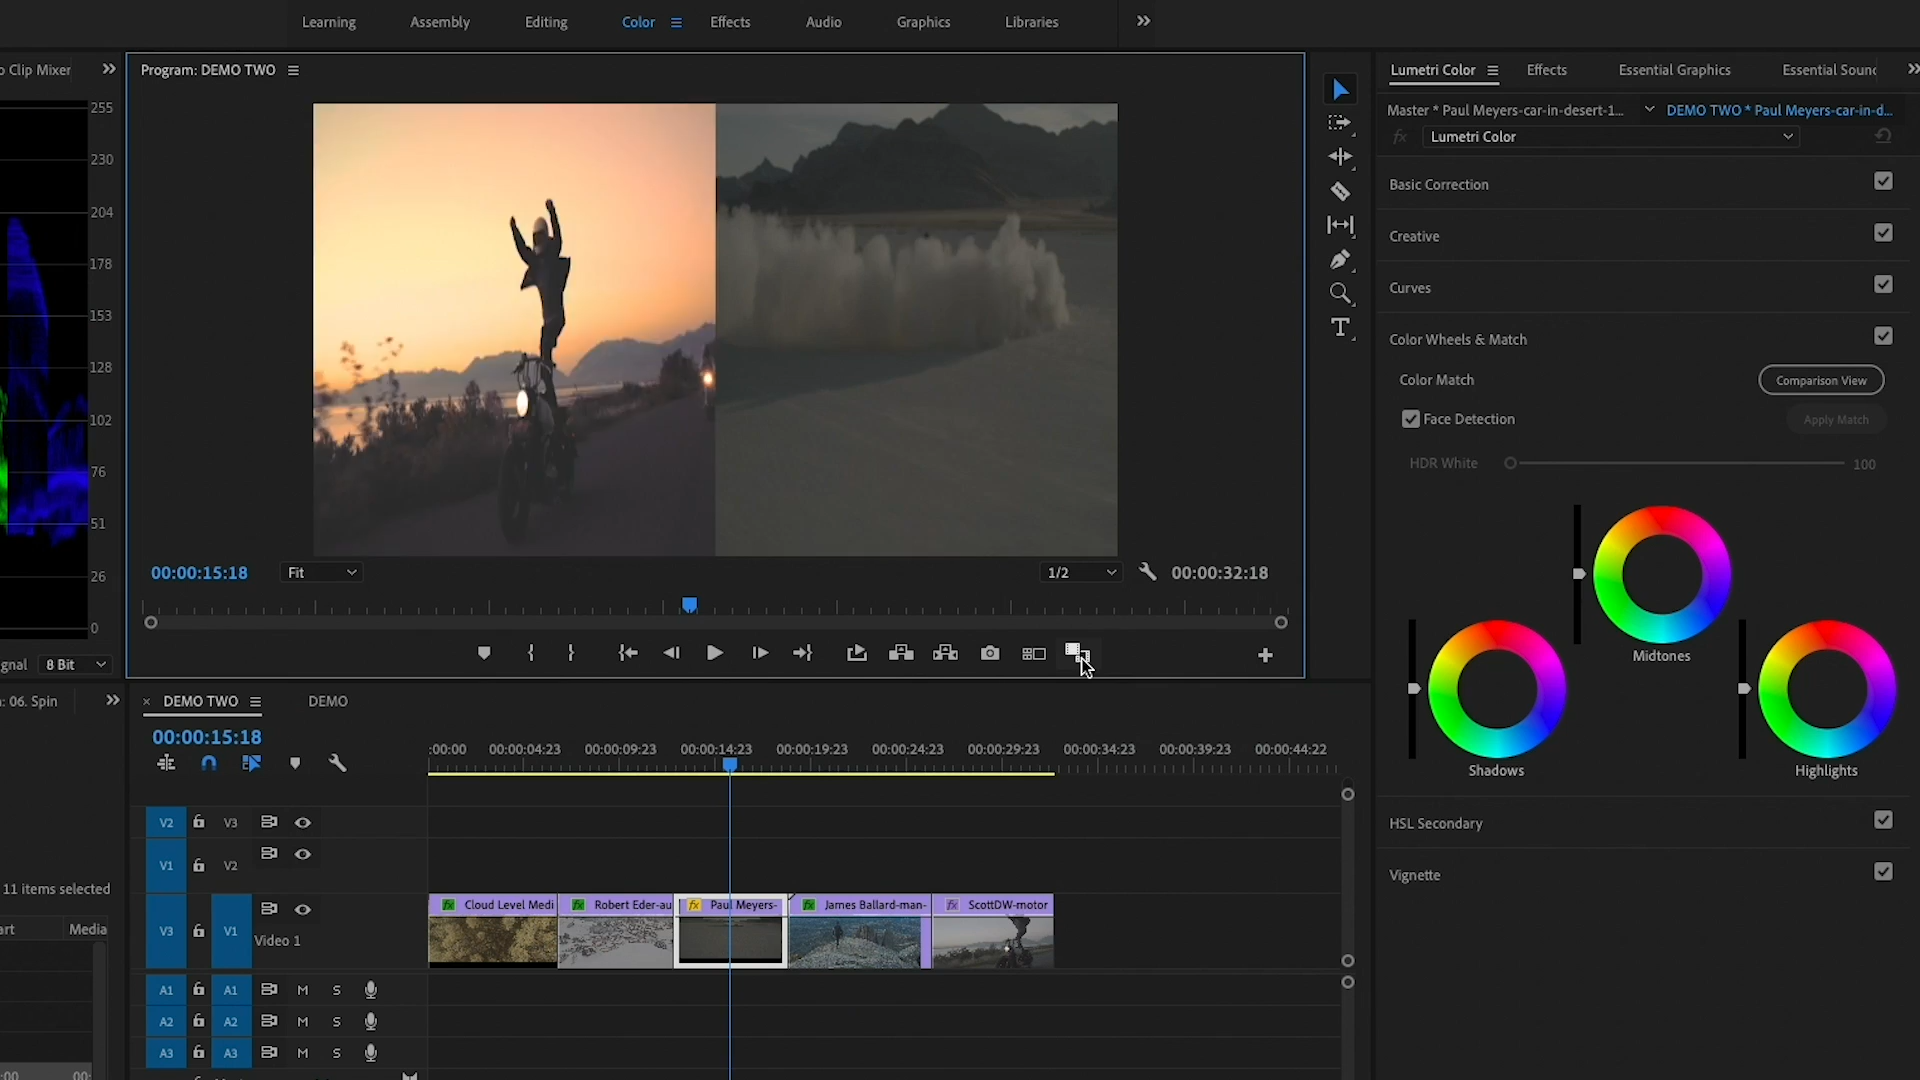 Learning Assembly Editing Color Effects Audio Graphics Libraries
o Clip Mixer
Program: DEMO TWO
Lumetri Color Effects Essential Graphics Essential Sounc
Master * Paul Meyers-car-in-desert-1... DEMO TWO * Paul Meyers-car-in-d...
fx Lumetri Color
255
230
204
178
153
128
102
76
51
26
0
gnal 8 Bit
Basic Correction
Creative
Curves
Color Wheels & Match
Color Match Comparison View
Face Detection Apply Match
HDR White 100
Midtones
Shadows Highlights
HSL Secondary
Vignette
00:00:15:18 Fit 1/2 00:00:32:18
: 06. Spin
DEMO TWO DEMO
00:00:15:18
:00:00 00:00:04:23 00:00:09:23 00:00:14:23 00:00:19:23 00:00:24:23 00:00:29:23 00:00:34:23 00:00:39:23 00:00:44:22
V2 V3
V1 V2
11 items selected
art Media
V3 V1 Video 1
fx Cloud Level Medi fx Robert Eder-au fx Paul Meyers- fx James Ballard-man- fx ScottDW-motor
A1 A1 M S
A2 A2 M S
A3 A3 M S
:00 00: